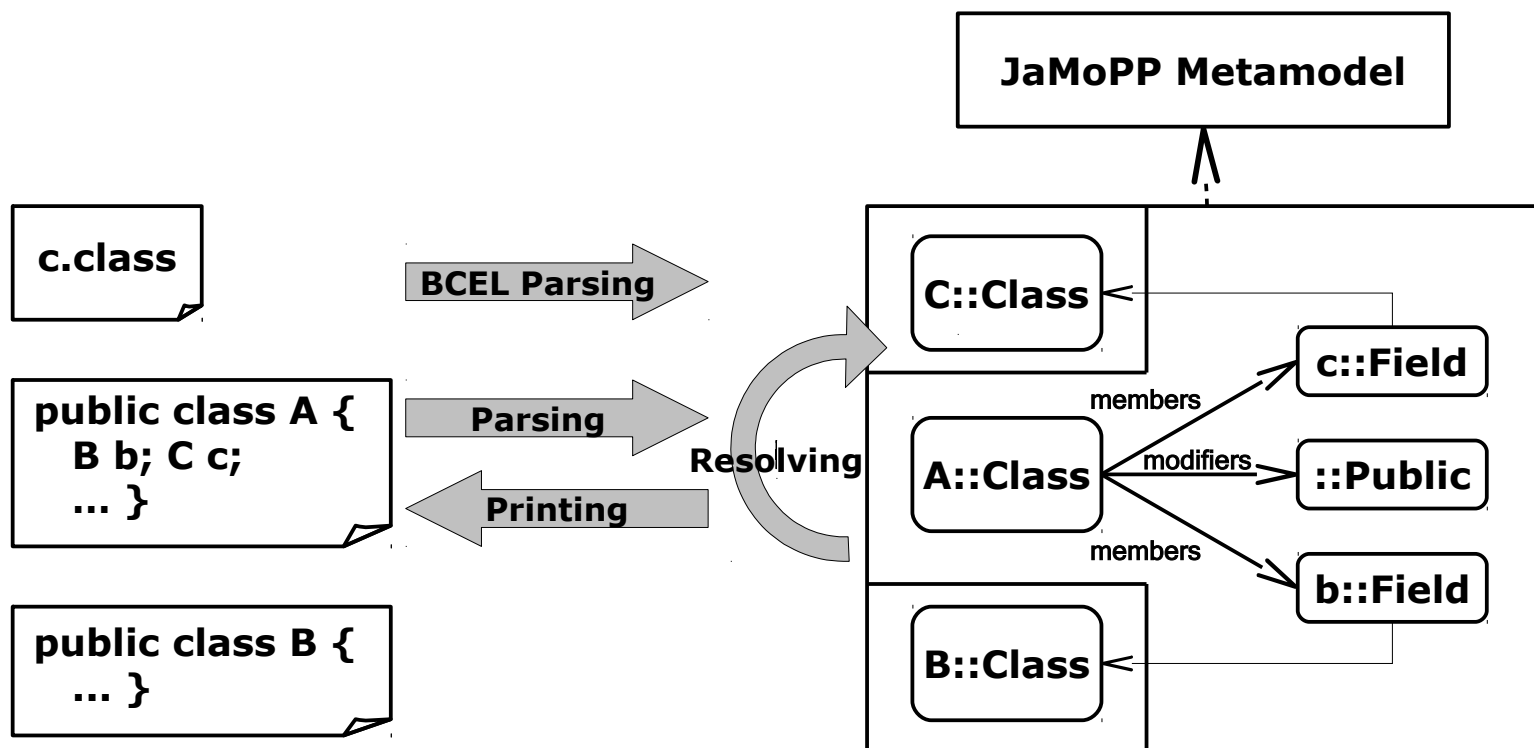 JaMoPP Metamodel
c.class
BCEL Parsing
C::Class
c::Field
public class A {
B b; C c;
... }
Parsing
Printing
Resolving
members
A::Class
modifiers
::Public
members
b::Field
public class B {
... }
B::Class